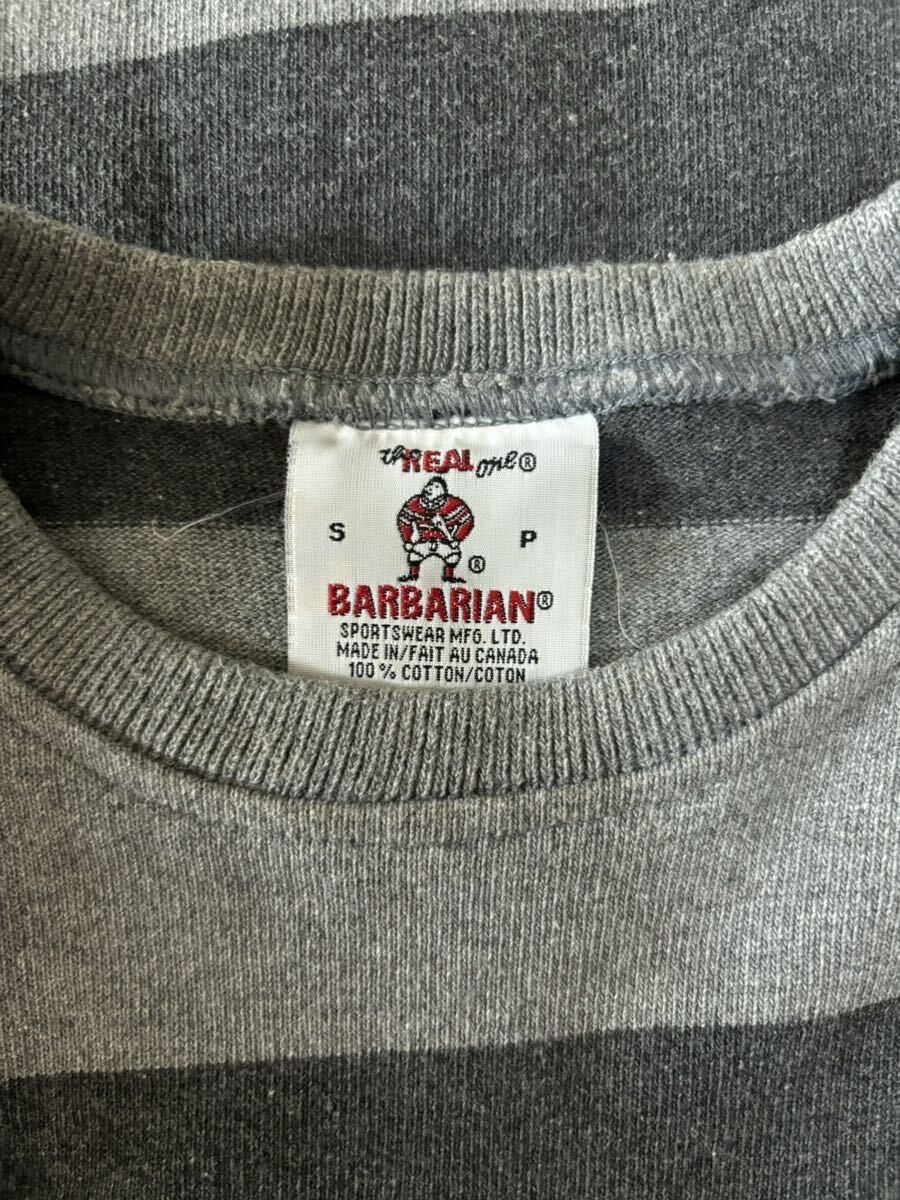 the REAL one®
S P
®
BARBARIAN®
SPORTSWEAR MFG. LTD.
MADE IN/FAIT AU CANADA
100% COTTON/COTON